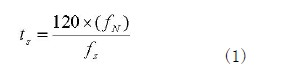 t_s = 120×(f_N) / f_s (1)